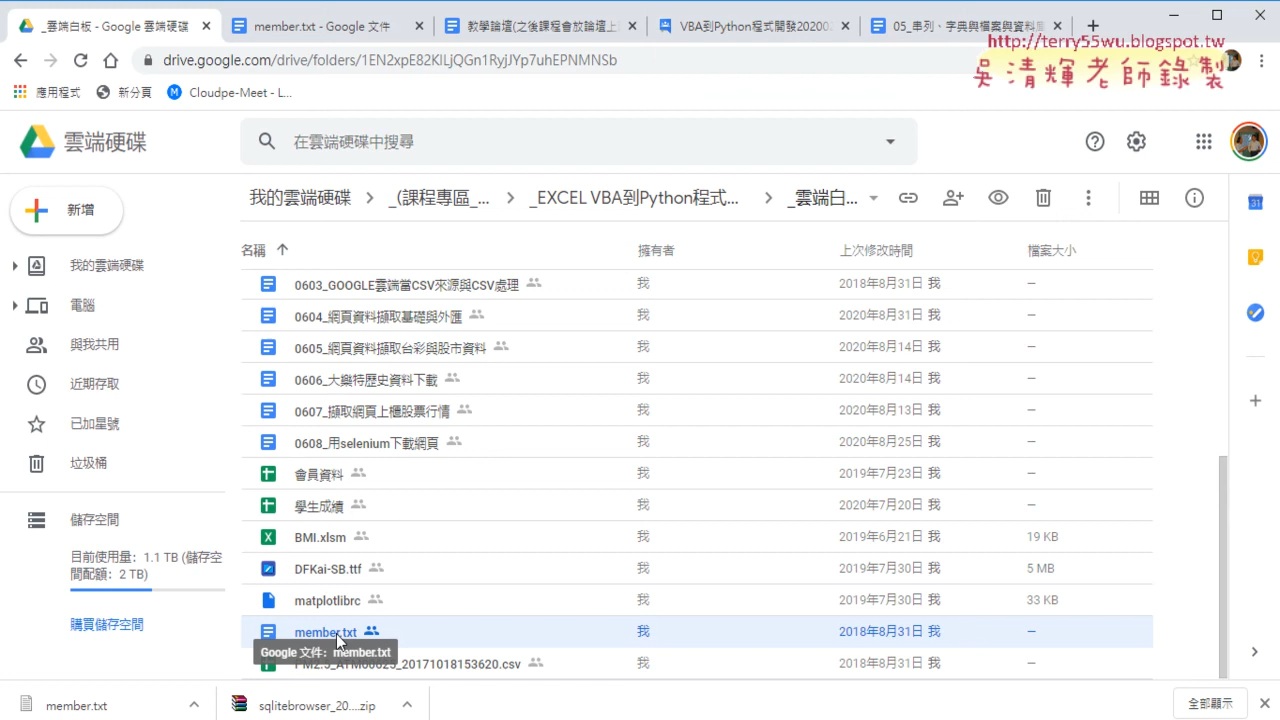 _雲端白板 - Google 雲端硬碟
member.txt - Google 文件
教學論壇(之後課程會放論壇上
VBA到Python程式開發20200
05_串列、字典與檔案與資料庫
http://terry55wu.blogspot.tw
吳清輝老師錄製
drive.google.com/drive/folders/1EN2xpE82KILjQGn1RyjJYp7uhEPNMNSb
應用程式
新分頁
Cloudpe-Meet - L...
雲端硬碟
在雲端硬碟中搜尋
新增
我的雲端硬碟 > _(課程專區_... > _EXCEL VBA到Python程式... > _雲端白...
名稱
擁有者
上次修改時間
檔案大小
0603_GOOGLE雲端當CSV來源與CSV處理 我 2018年8月31日 我 –
0604_網頁資料擷取基礎與外匯 我 2020年8月31日 我 –
0605_網頁資料擷取台彩與股市資料 我 2020年8月14日 我 –
0606_大樂特歷史資料下載 我 2020年8月14日 我 –
0607_擷取網頁上櫃股票行情 我 2020年8月13日 我 –
0608_用selenium下載網頁 我 2020年8月25日 我 –
會員資料 我 2019年7月23日 我 –
學生成績 我 2020年7月20日 我 –
BMI.xlsm 我 2019年6月21日 我 19 KB
DFKai-SB.ttf 我 2019年7月30日 我 5 MB
matplotlibrc 我 2019年7月30日 我 33 KB
member.txt 我 2018年8月31日 我 –
Google 文件: member.txt
PM2.5_ATM00625_20171018153620.csv 我 2018年8月31日 我 –
我的雲端硬碟
電腦
與我共用
近期存取
已加星號
垃圾桶
儲存空間
目前使用量: 1.1 TB (儲存空
間配額: 2 TB)
購買儲存空間
31
member.txt
sqlitebrowser_20....zip
全部顯示